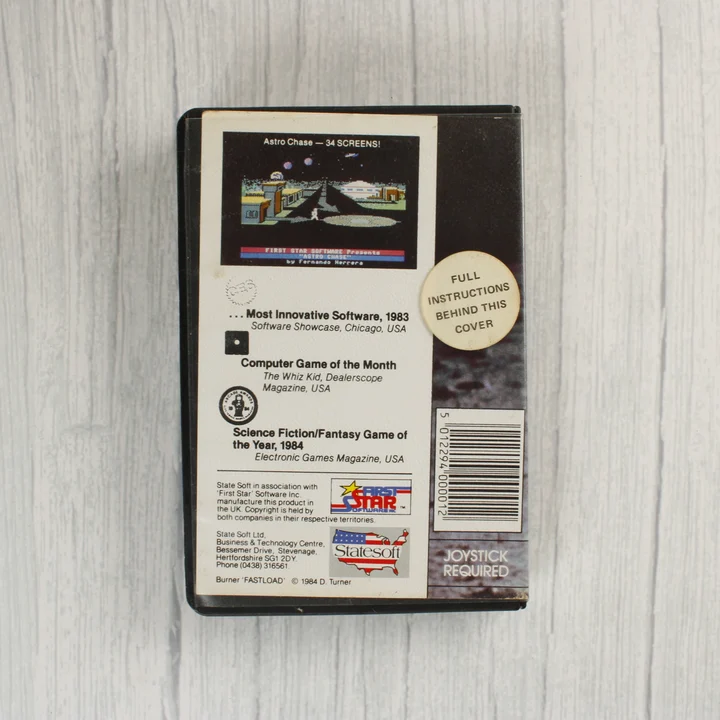 Astro Chase — 34 SCREENS!
FIRST STAR SOFTWARE Presents
"ASTRO CHASE"
by Fernando Herrera
...Most Innovative Software, 1983
Software Showcase, Chicago, USA
Computer Game of the Month
The Whiz Kid, Dealerscope
Magazine, USA
Science Fiction/Fantasy Game of
the Year, 1984
Electronic Games Magazine, USA
State Soft in association with
'First Star' Software Inc.
manufacture this product in
the UK. Copyright is held by
both companies in their respective territories.
FIRST
STAR
SOFTWARE
TM
State Soft Ltd,
Business & Technology Centre,
Bessemer Drive, Stevenage,
Hertfordshire SG1 2DY.
Phone (0438) 316561.
Statesoft
Burner 'FASTLOAD' © 1984 D. Turner
FULL
INSTRUCTIONS
BEHIND THIS
COVER
5 012294 000012
JOYSTICK
REQUIRED